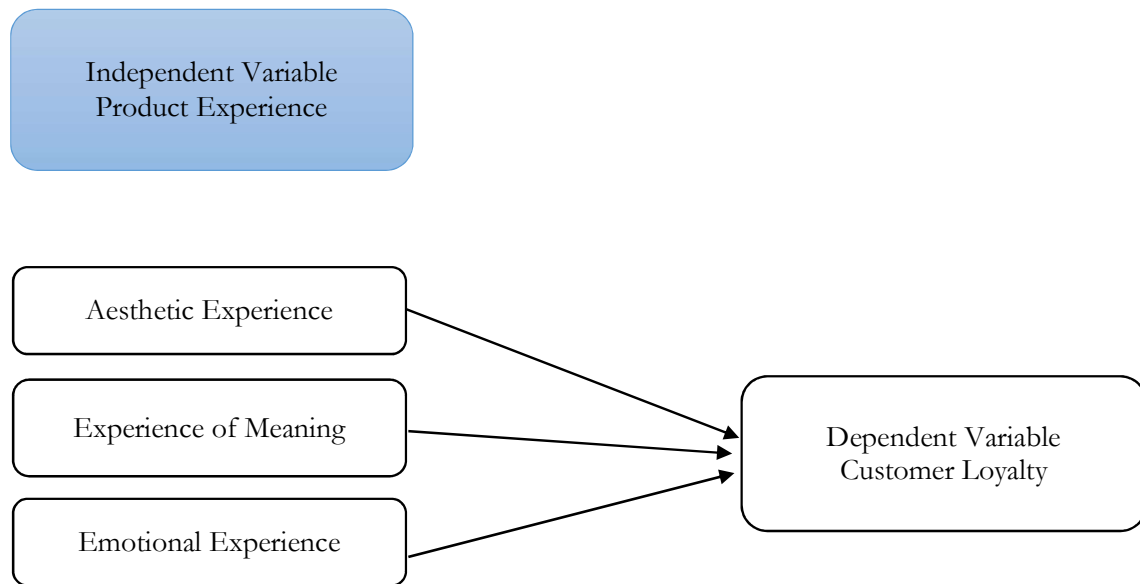 Independent Variable
Product Experience
Aesthetic Experience
Experience of Meaning
Emotional Experience
Dependent Variable
Customer Loyalty